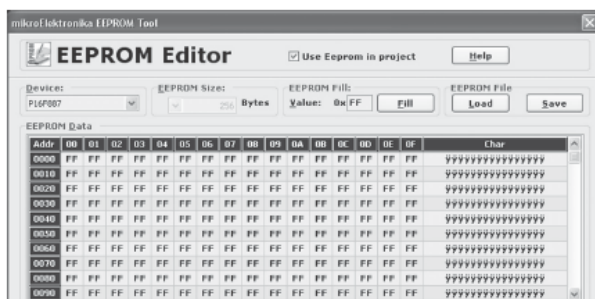 mikroElektronika EEPROM Tool
EEPROM Editor
Use Eeprom in project
Help
Device:
EEPROM Size:
EEPROM Fill:
EEPROM File
P16F887
256 Bytes
Value: 0x FF
Fill
Load
Save
EEPROM Data
Addr 00 01 02 03 04 05 06 07 08 09 0A 0B 0C 0D 0E 0F Char
0000 FF FF FF FF FF FF FF FF FF FF FF FF FF FF FF FF ÿÿÿÿÿÿÿÿÿÿÿÿÿÿÿÿ
0010 FF FF FF FF FF FF FF FF FF FF FF FF FF FF FF FF ÿÿÿÿÿÿÿÿÿÿÿÿÿÿÿÿ
0020 FF FF FF FF FF FF FF FF FF FF FF FF FF FF FF FF ÿÿÿÿÿÿÿÿÿÿÿÿÿÿÿÿ
0030 FF FF FF FF FF FF FF FF FF FF FF FF FF FF FF FF ÿÿÿÿÿÿÿÿÿÿÿÿÿÿÿÿ
0040 FF FF FF FF FF FF FF FF FF FF FF FF FF FF FF FF ÿÿÿÿÿÿÿÿÿÿÿÿÿÿÿÿ
0050 FF FF FF FF FF FF FF FF FF FF FF FF FF FF FF FF ÿÿÿÿÿÿÿÿÿÿÿÿÿÿÿÿ
0060 FF FF FF FF FF FF FF FF FF FF FF FF FF FF FF FF ÿÿÿÿÿÿÿÿÿÿÿÿÿÿÿÿ
0070 FF FF FF FF FF FF FF FF FF FF FF FF FF FF FF FF ÿÿÿÿÿÿÿÿÿÿÿÿÿÿÿÿ
0080 FF FF FF FF FF FF FF FF FF FF FF FF FF FF FF FF ÿÿÿÿÿÿÿÿÿÿÿÿÿÿÿÿ
0090 FF FF FF FF FF FF FF FF FF FF FF FF FF FF FF FF ÿÿÿÿÿÿÿÿÿÿÿÿÿÿÿÿ